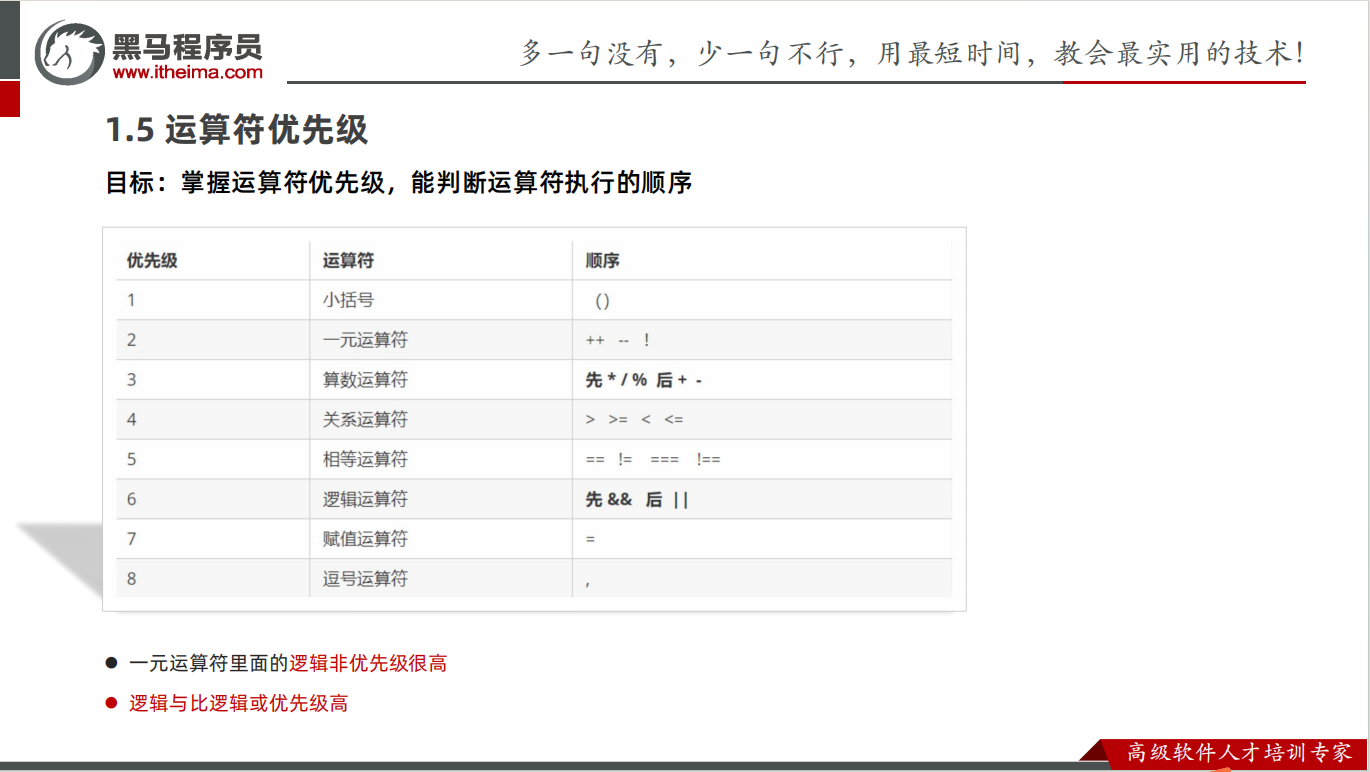 黑马程序员
www.itheima.com
多一句没有，少一句不行，用最短时间，教会最实用的技术！
1.5 运算符优先级
目标：掌握运算符优先级，能判断运算符执行的顺序
优先级 运算符 顺序
1 小括号 ()
2 一元运算符 ++ -- !
3 算数运算符 先 * / % 后 + -
4 关系运算符 > >= < <=
5 相等运算符 == != === !==
6 逻辑运算符 先 && 后 ||
7 赋值运算符 =
8 逗号运算符 ,
● 一元运算符里面的逻辑非优先级很高
● 逻辑与比逻辑或优先级高
高级软件人才培训专家